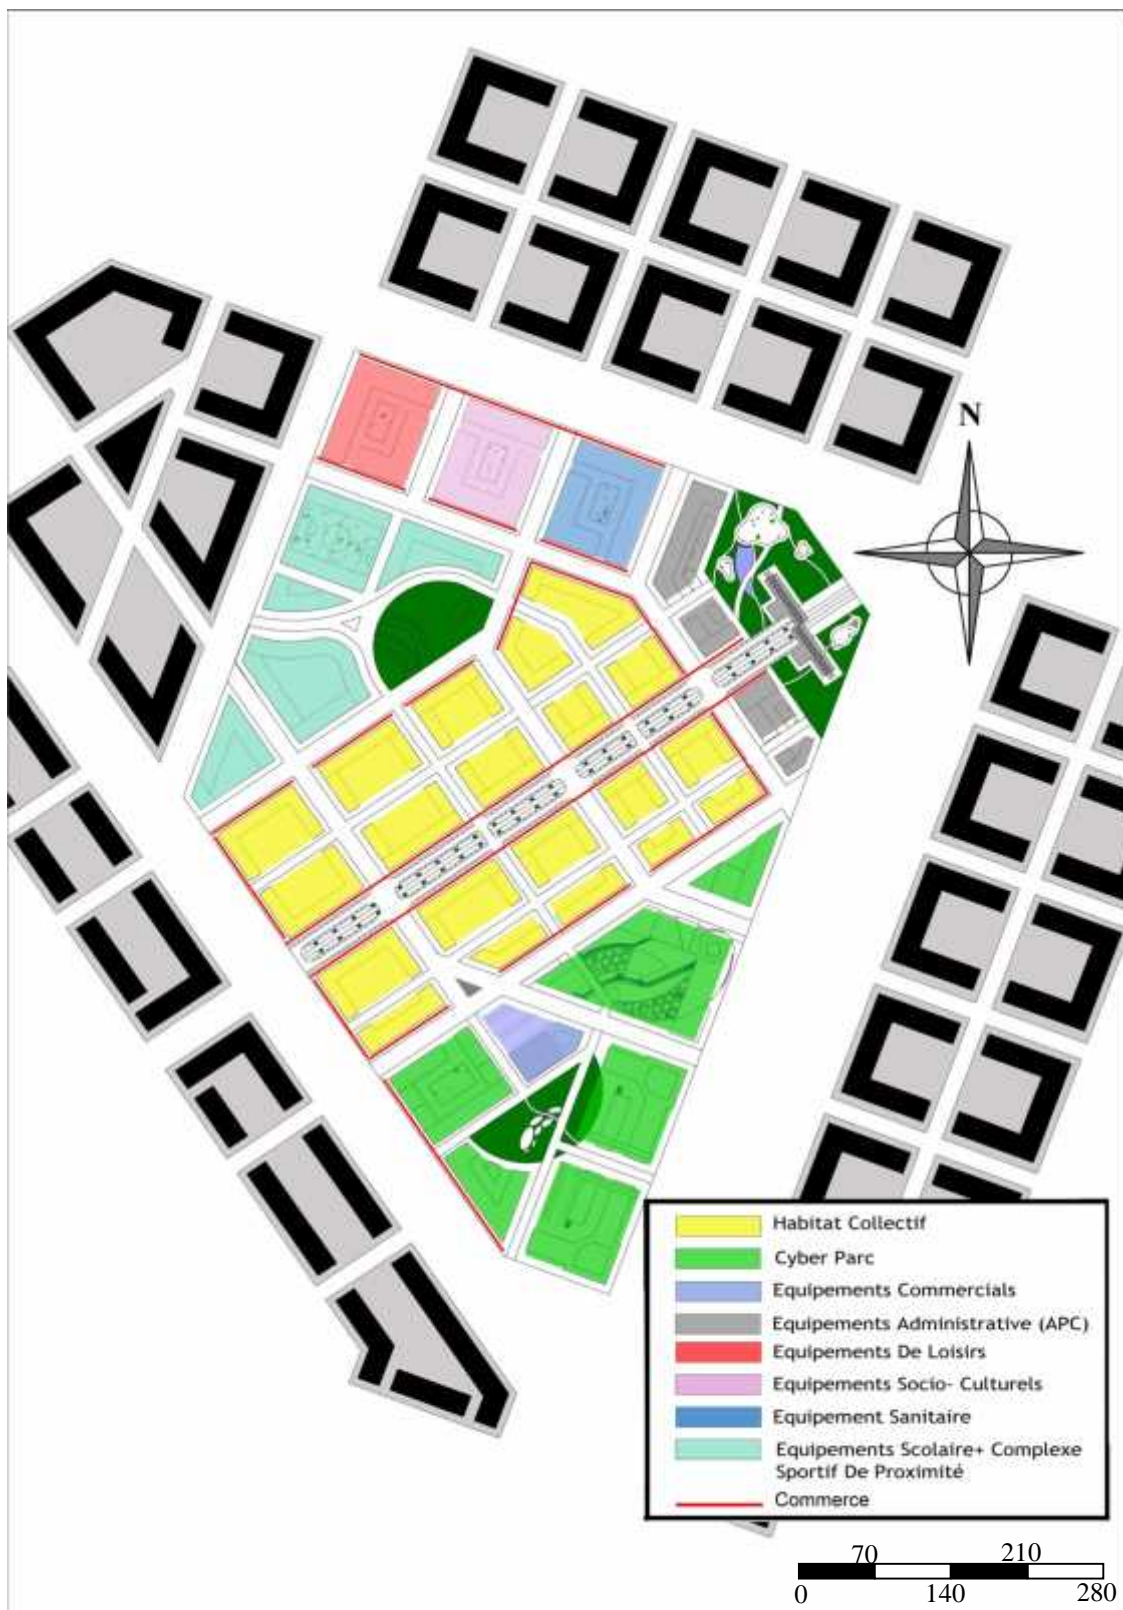 N
Habitat Collectif
Cyber Parc
Equipements Commercials
Equipements Administrative (APC)
Equipements De Loisirs
Equipements Socio- Culturels
Equipement Sanitaire
Equipements Scolaire+ Complexe
Sportif De Proximité
Commerce
70 210
0 140 280